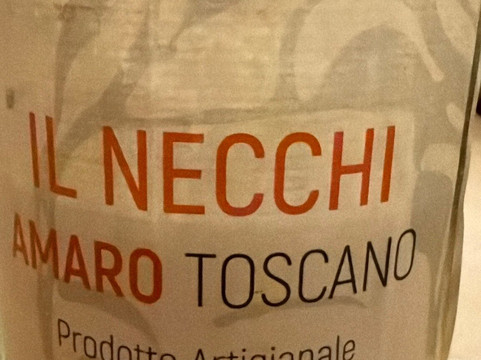 IL NECCHI
AMARO TOSCANO
Prodotto Artigianale